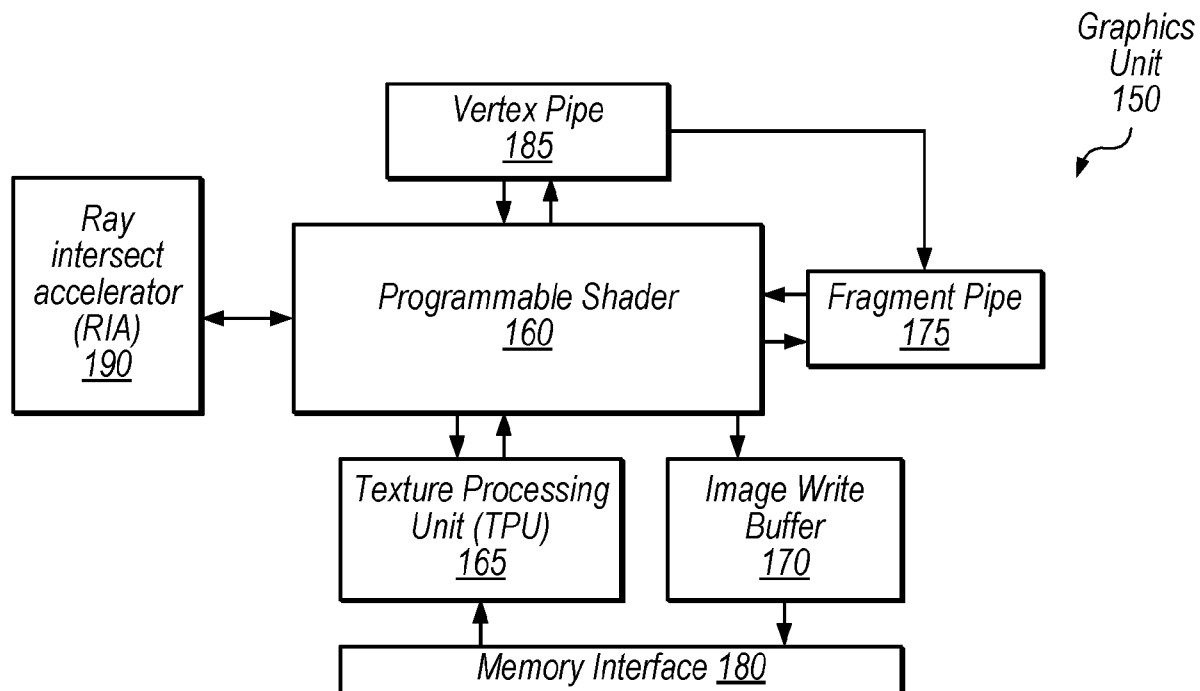 Graphics
Unit
150
Vertex Pipe
185
Ray
intersect
accelerator
(RIA)
190
Programmable Shader
160
Fragment Pipe
175
Texture Processing
Unit (TPU)
165
Image Write
Buffer
170
Memory Interface 180